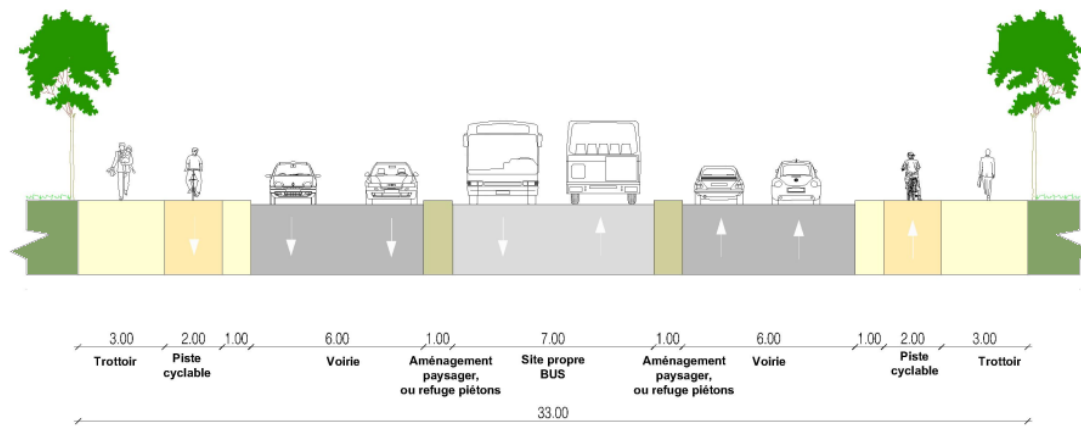 3.00 2.00 1.00 6.00 1.00 7.00 1.00 6.00 1.00 2.00 3.00
Trottoir Piste Voirie Aménagement Site propre Aménagement Voirie Piste Trottoir
cyclable paysager, BUS paysager, cyclable
ou refuge piétons ou refuge piétons
33.00